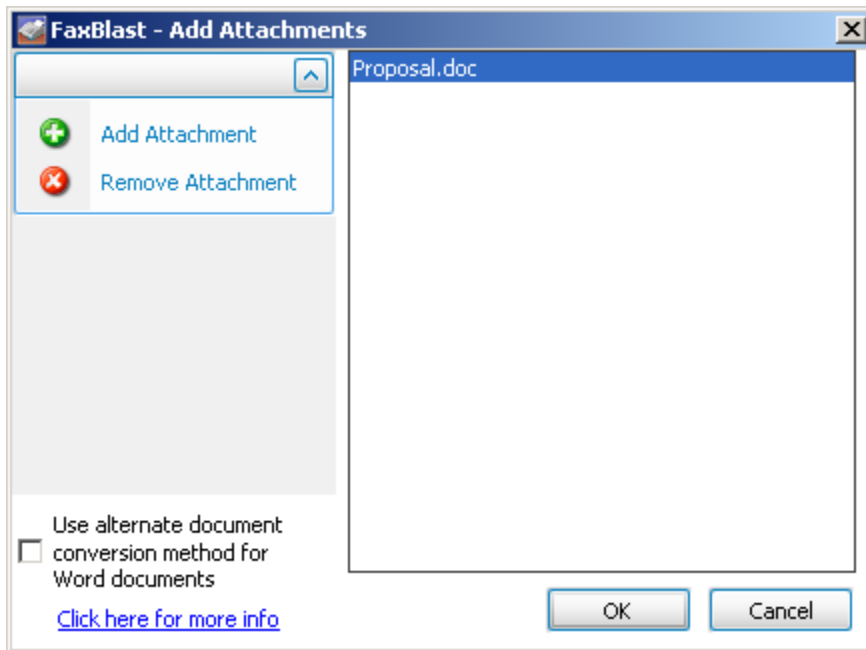 FaxBlast - Add Attachments
Add Attachment
Remove Attachment
Proposal.doc
Use alternate document
conversion method for
Word documents
Click here for more info
OK
Cancel